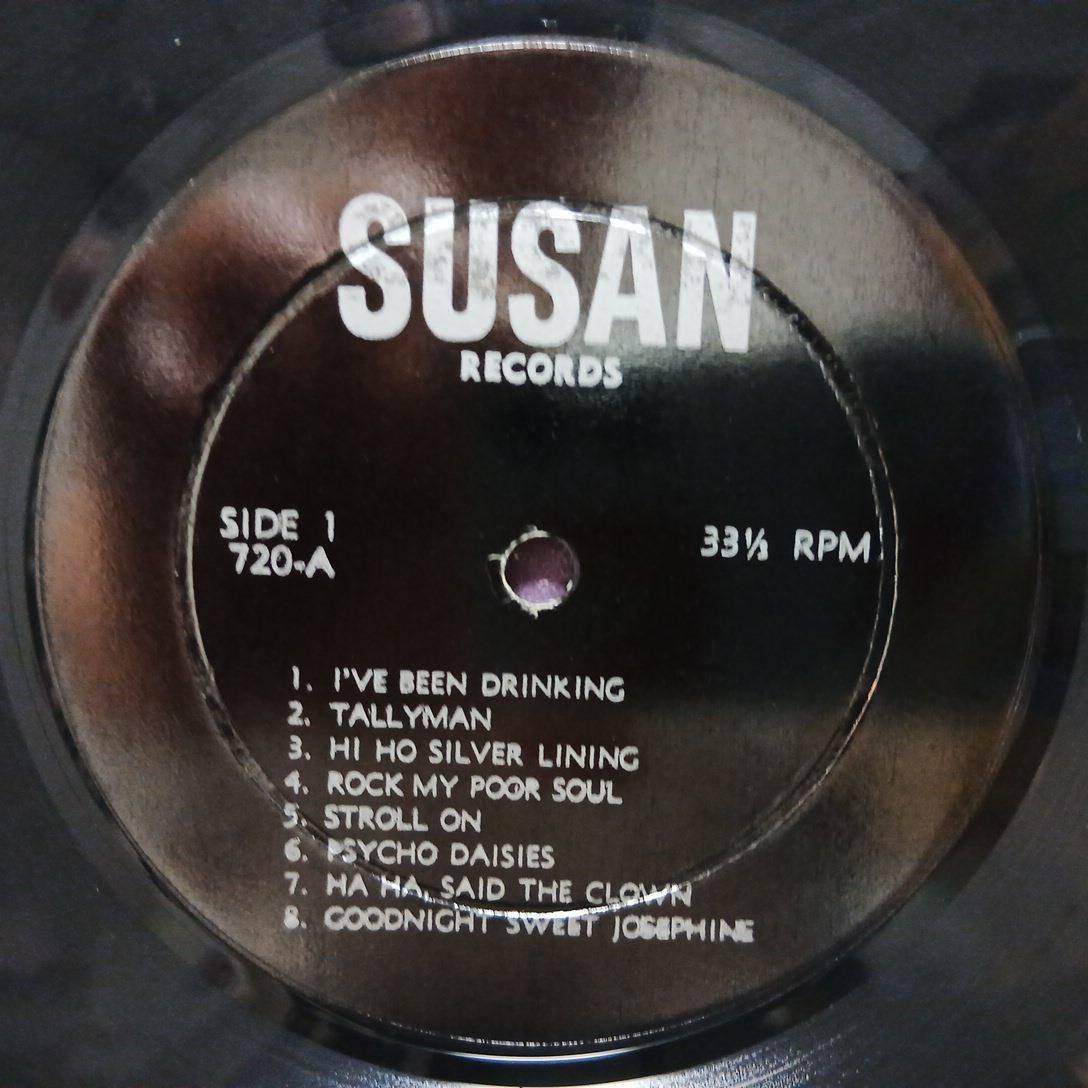 SUSAN
RECORDS
SIDE 1
720-A
33⅓ RPM
1. I'VE BEEN DRINKING
2. TALLYMAN
3. HI HO SILVER LINING
4. ROCK MY POOR SOUL
5. STROLL ON
6. PSYCHO DAISIES
7. HA HA, SAID THE CLOWN
8. GOODNIGHT SWEET JOSEPHINE